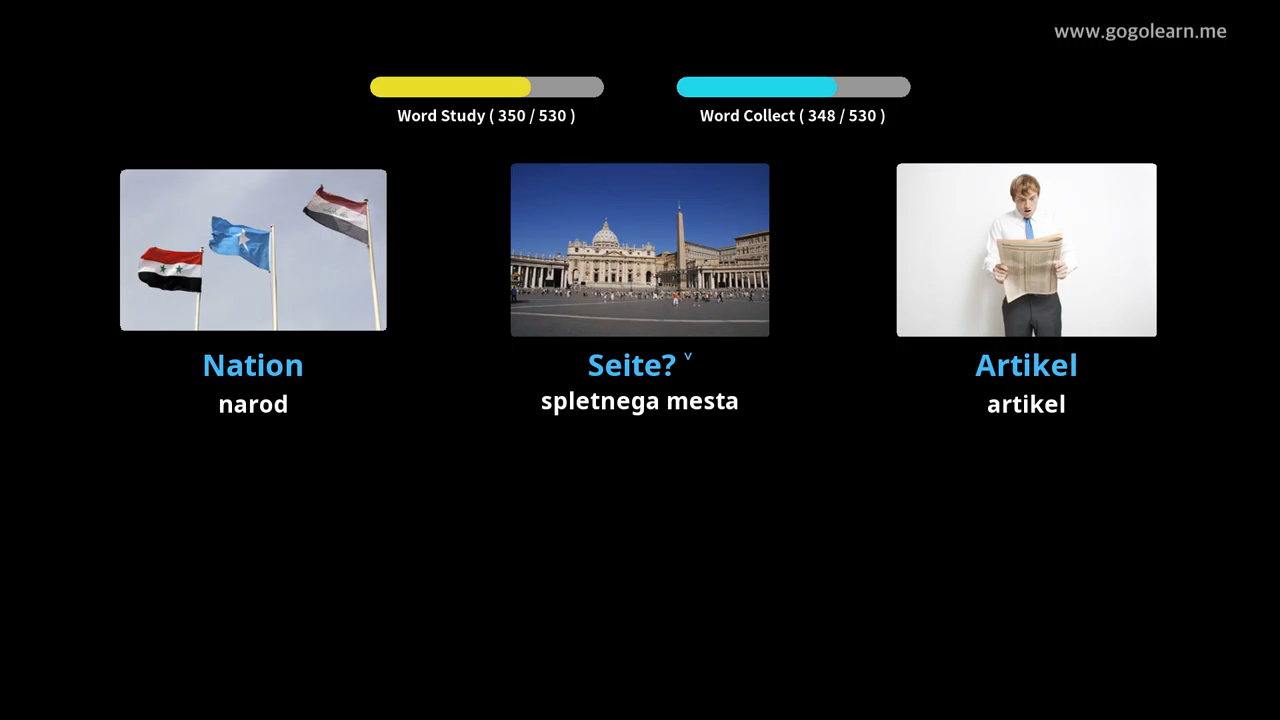 www.gogolearn.me
Word Study ( 350 / 530 )
Word Collect ( 348 / 530 )
Nation
narod
Seite? ˅
spletnega mesta
Artikel
artikel